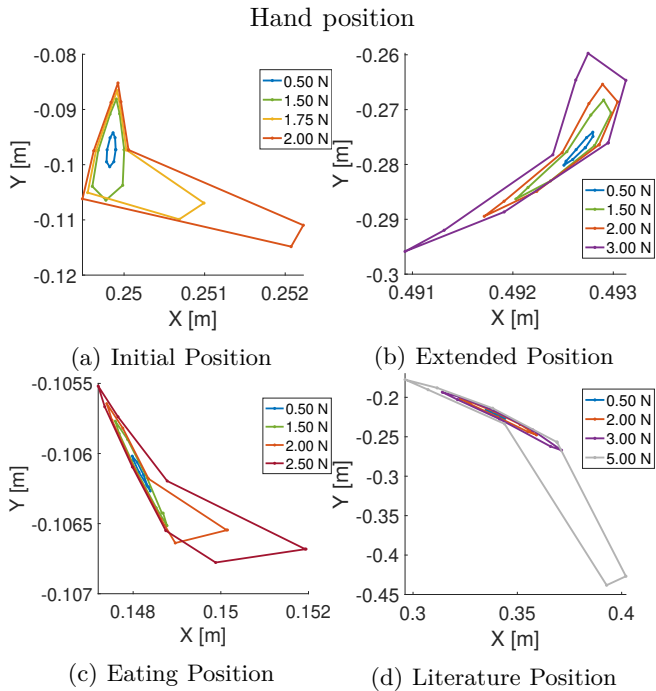 Hand position
-0.08
-0.09
-0.1
-0.11
-0.12
Y [m]
0.25
0.251
0.252
X [m]
0.50 N
1.50 N
1.75 N
2.00 N
(a) Initial Position
-0.26
-0.27
-0.28
-0.29
-0.3
Y [m]
0.491
0.492
0.493
X [m]
0.50 N
1.50 N
2.00 N
3.00 N
(b) Extended Position
-0.1055
-0.106
-0.1065
-0.107
Y [m]
0.148
0.15
0.152
X [m]
0.50 N
1.50 N
2.00 N
2.50 N
(c) Eating Position
-0.2
-0.25
-0.3
-0.35
-0.4
-0.45
Y [m]
0.3
0.35
0.4
X [m]
0.50 N
2.00 N
3.00 N
5.00 N
(d) Literature Position